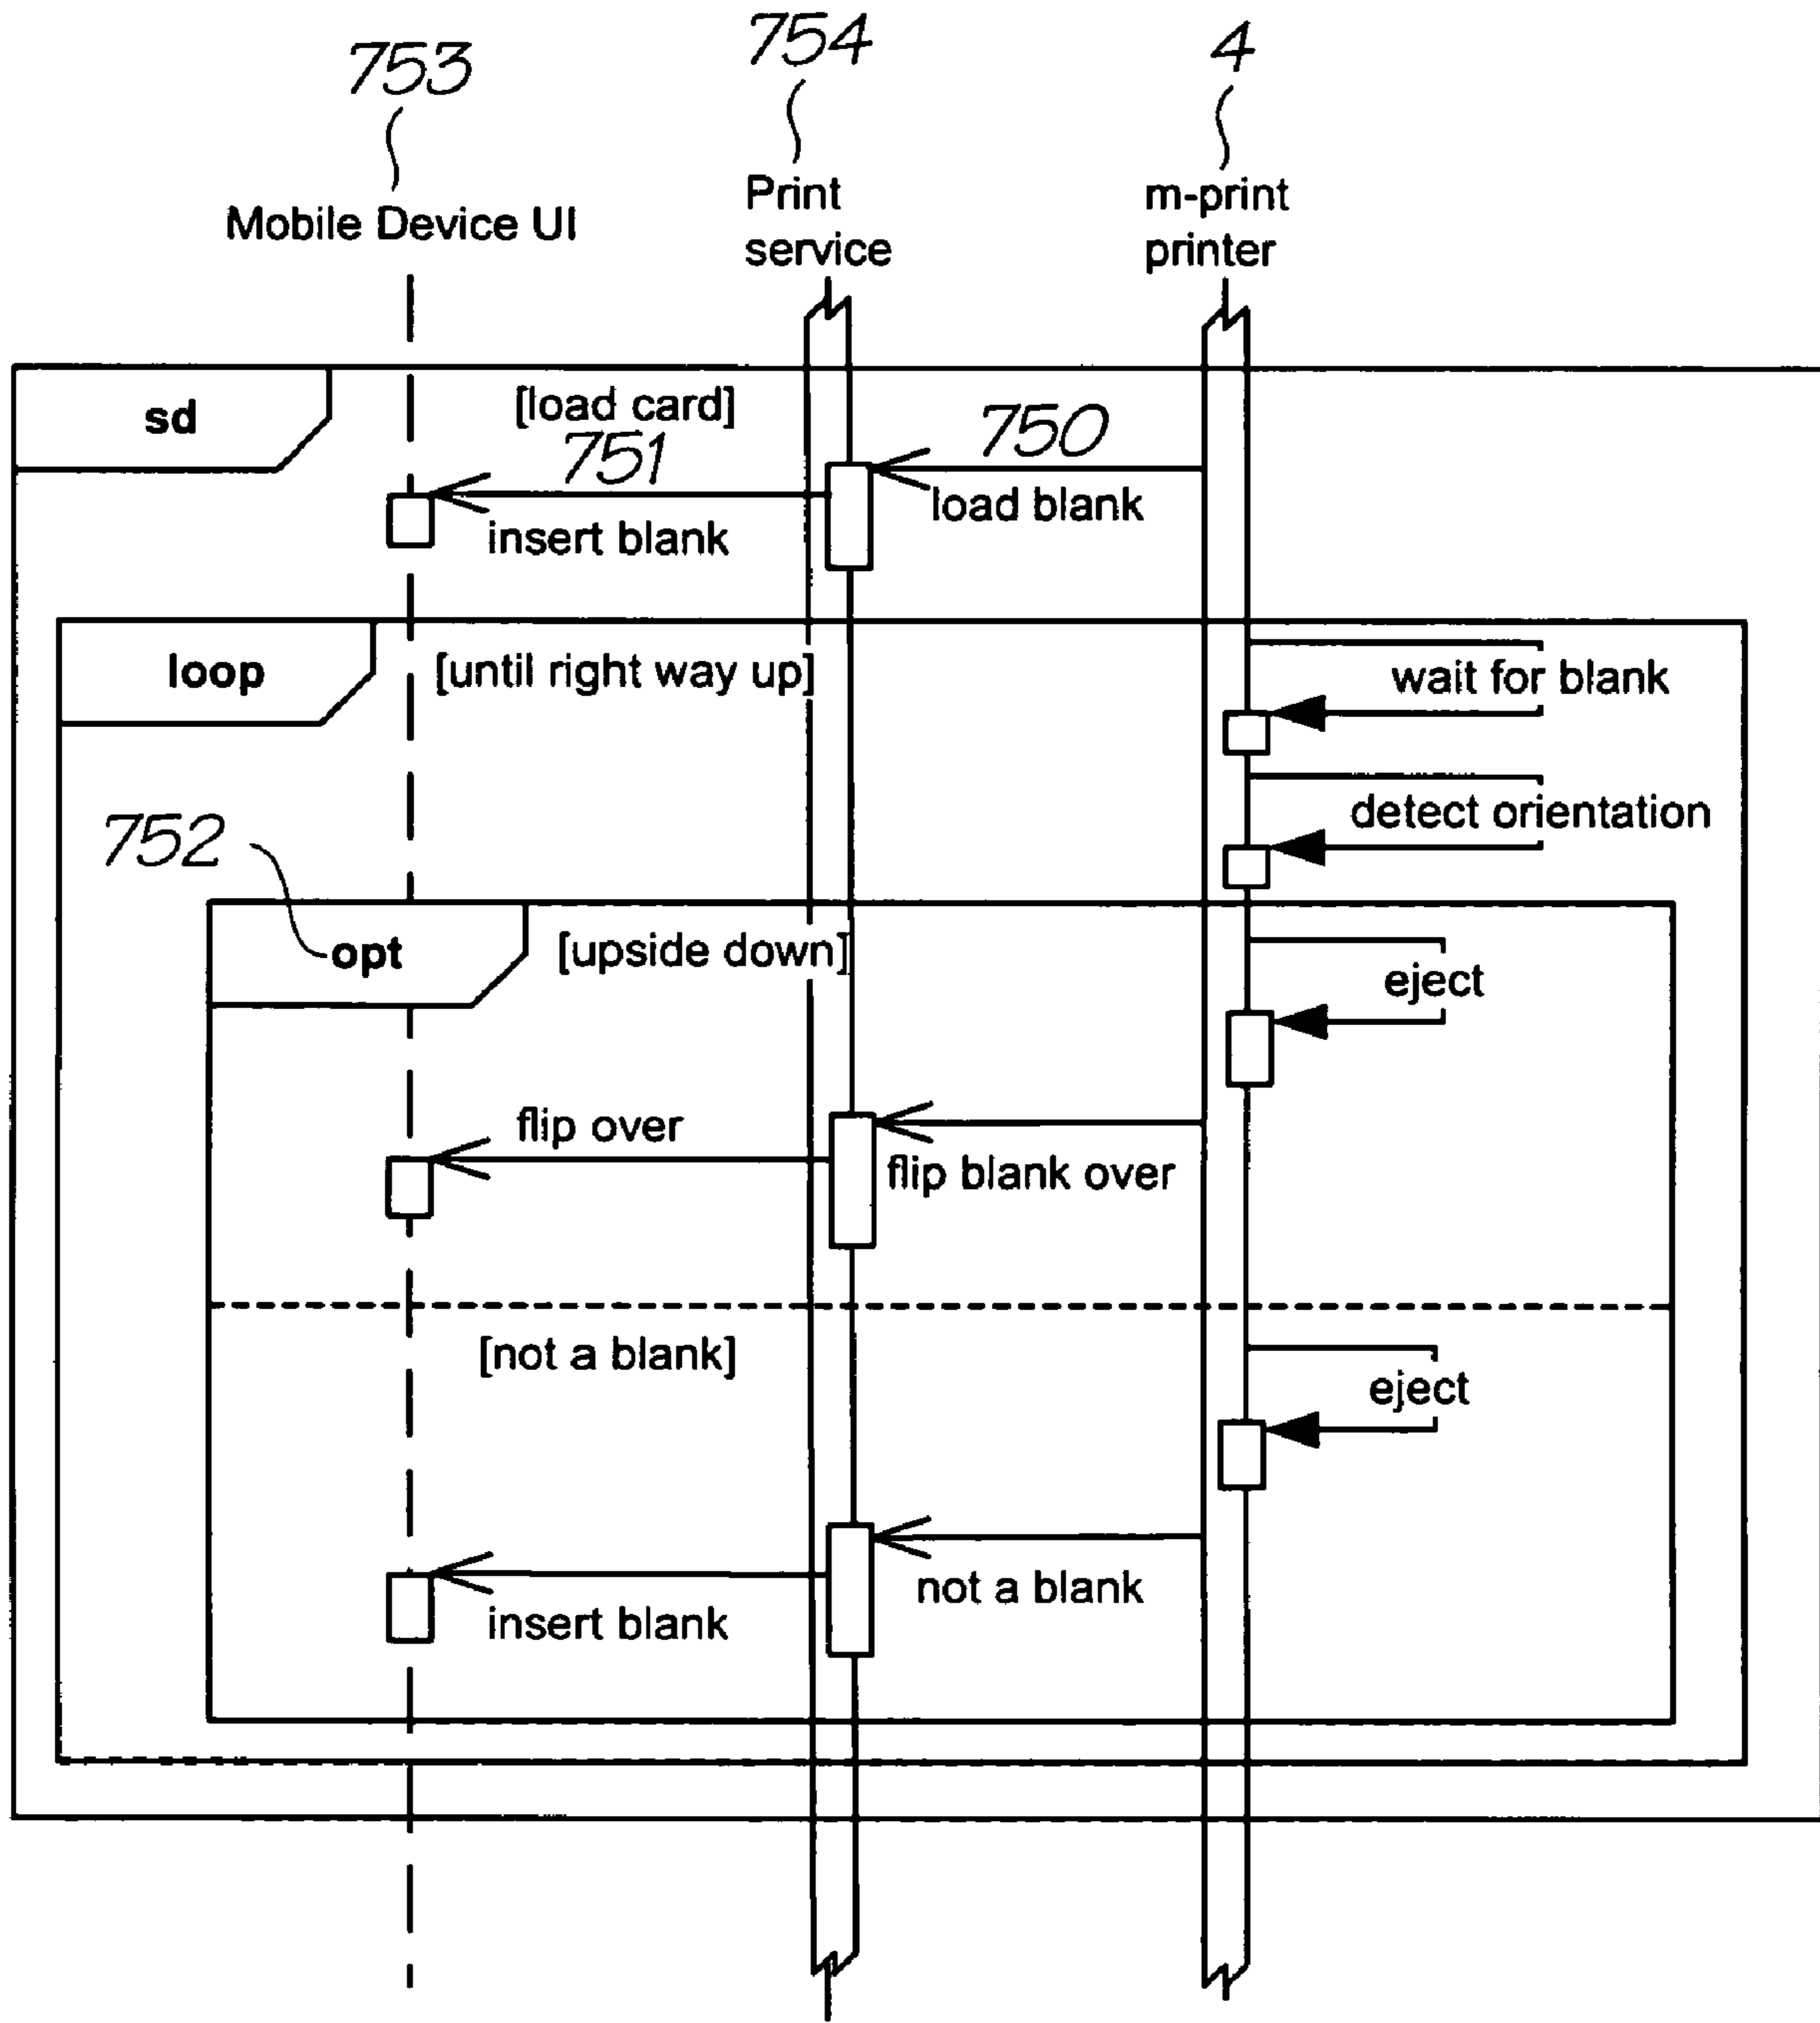 753
754
4
Mobile Device UI
Print
service
m-print
printer
sd
[load card]
751
750
insert blank
load blank
loop
[until right way up]
wait for blank
detect orientation
752
opt
[upside down]
eject
flip over
flip blank over
[not a blank]
eject
not a blank
insert blank